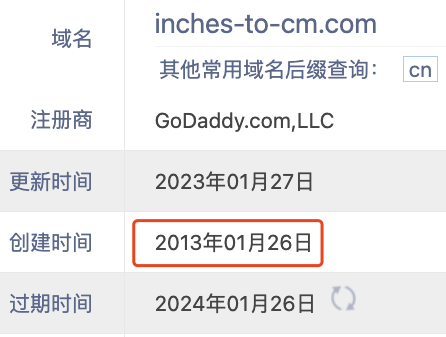 域名 inches-to-cm.com
其他常用域名后缀查询： cn
注册商 GoDaddy.com,LLC
更新时间 2023年01月27日
创建时间 2013年01月26日
过期时间 2024年01月26日